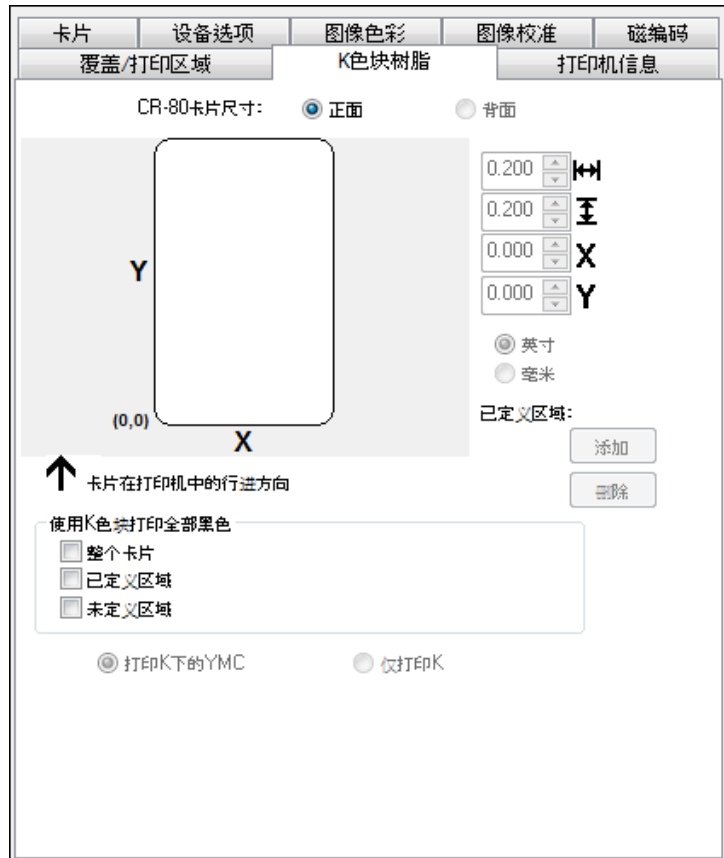 卡片 设备选项 图像色彩 图像校准 磁编码
覆盖/打印区域 K色块树脂 打印机信息
CR-80卡片尺寸: 正面 背面
0.200
0.200
0.000 X
Y
0.000 Y
英寸
毫米
(0,0)
已定义区域:
X
添加
卡片在打印机中的行进方向
删除
使用K色块打印全部黑色
整个卡片
已定义区域
未定义区域
打印K下的YMC 仅打印K